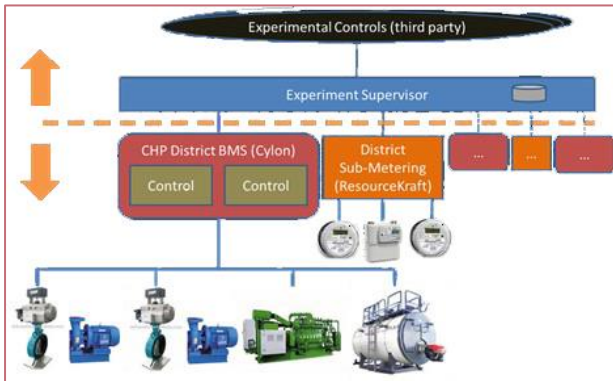 Experimental Controls (third party)
Experiment Supervisor
CHP District BMS (Cylon)
Control
Control
District
Sub-Metering
(ResourceKraft)
...
...
...